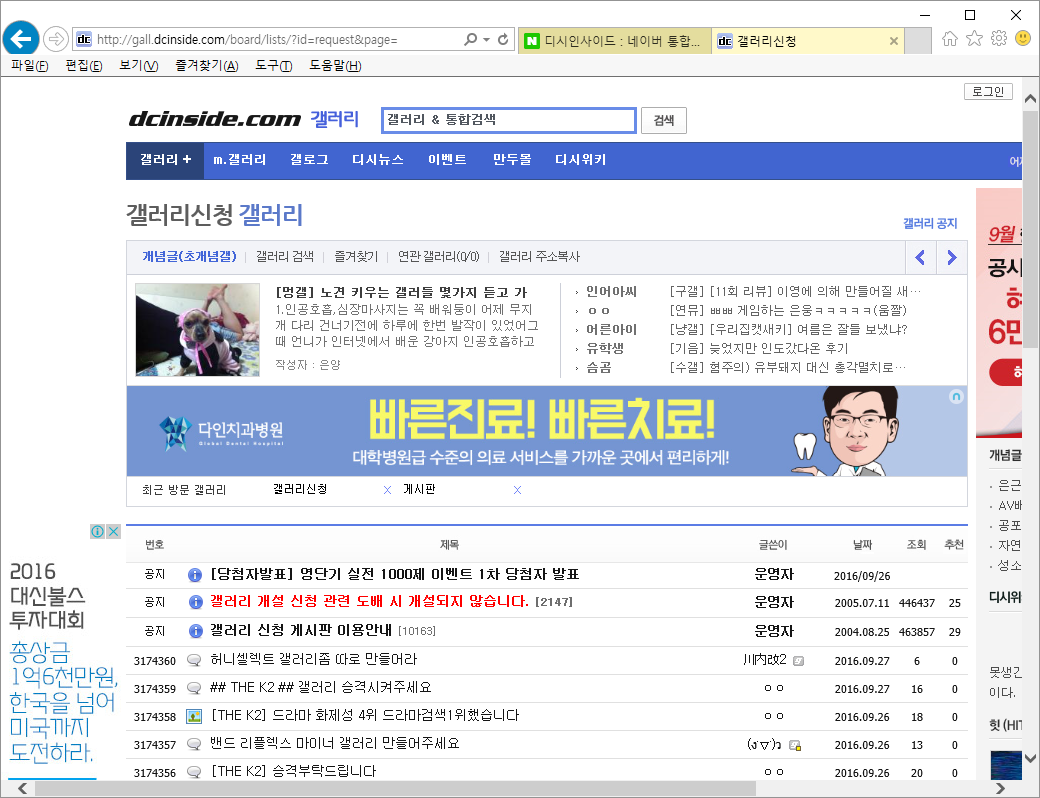 http://gall.dcinside.com/board/lists/?id=request&page=
디시인사이드 : 네이버 통합...
갤러리신청
파일(F) 편집(E) 보기(V) 즐겨찾기(A) 도구(T) 도움말(H)
로그인
dcinside.com 갤러리
갤러리 & 통합검색
검색
갤러리 + m.갤러리 갤로그 디시뉴스 이벤트 만두몰 디시위키
갤러리신청 갤러리
갤러리 공지
개념글(초개념갤) 갤러리 검색 즐겨찾기 연관 갤러리(0/0) 갤러리 주소복사
[멍갤] 노견 키우는 갤러들 몇가지 듣고 가
1.인공호흡,심장마사지는 꼭 배워둥이 어제 무지
개 다리 건너기전에 하루에 한번 발작이 있었어그
때 언니가 인터넷에서 배운 강아지 인공호흡하고
작성자 : 은양
인어아씨 [구갤] [11회 리뷰] 이영에 의해 만들어질 새…
ㅇㅇ [연뮤] ㅃㅃ 게임하는 은웅ㅋㅋㅋㅋㅋ(움짤)
어른아이 [냥갤] [우리집캣새키] 여름은 잘들 보냈냐?
유학생 [기음] 늦었지만 인도갔다온 후기
슴곰 [수갤] 혐주의) 유부돼지 대신 총각멸치로…
다인치과병원
Global Dental Hospital
빠른진료! 빠른치료!
대학병원급 수준의 의료 서비스를 가까운 곳에서 편리하게!
최근 방문 갤러리 갤러리신청 게시판
번호 제목 글쓴이 날짜 조회 추천
공지 [당첨자발표] 영단기 실전 1000제 이벤트 1차 당첨자 발표 운영자 2016/09/26
공지 갤러리 개설 신청 관련 도배 시 개설되지 않습니다. [2147] 운영자 2005.07.11 446437 25
공지 갤러리 신청 게시판 이용안내 [10163] 운영자 2004.08.25 463857 29
3174360 허니셀렉트 갤러리좀 따로 만들어라 川内改2 2016.09.27 6 0
3174359 ## THE K2 ## 갤러리 승격시켜주세요 ㅇㅇ 2016.09.27 16 0
3174358 [THE K2] 드라마 화제성 4위 드라마검색1위했습니다 ㅇㅇ 2016.09.26 18 0
3174357 밴드 리플렉스 마이너 갤러리 만들어주세요 2016.09.26 13 0
3174356 [THE K2] 승격부탁드립니다 ㅇㅇ 2016.09.26 20 0
2016
대신불스
투자대회
총상금
1억6천만원,
한국을 넘어
미국까지
도전하라.
9월
공사
6만
개념글
은근
AV배
공포
자연
성소
디시위
못생긴
이다.
힛 (HIT